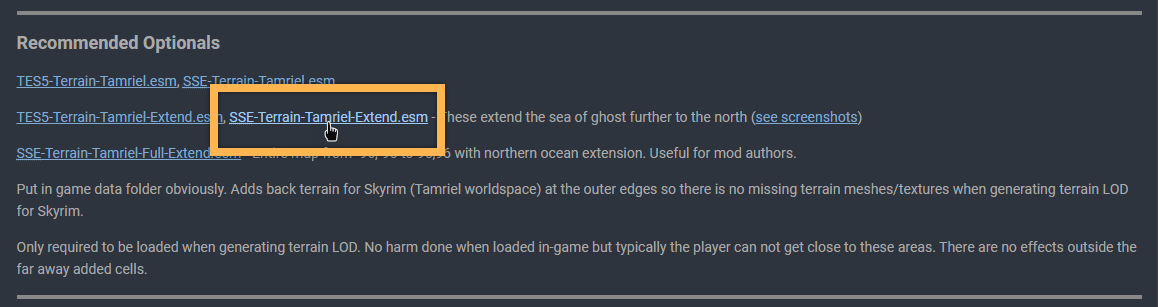 Recommended Optionals
TES5-Terrain-Tamriel.esm, SSE-Terrain-Tamriel.esm
TES5-Terrain-Tamriel-Extend.esm, SSE-Terrain-Tamriel-Extend.esm - These extend the sea of ghost further to the north (see screenshots)
SSE-Terrain-Tamriel-Full-Extend.esm - Entire map from -96,-96 to 96,96 with northern ocean extension. Useful for mod authors.
Put in game data folder obviously. Adds back terrain for Skyrim (Tamriel worldspace) at the outer edges so there is no missing terrain meshes/textures when generating terrain LOD
for Skyrim.
Only required to be loaded when generating terrain LOD. No harm done when loaded in-game but typically the player can not get close to these areas. There are no effects outside the
far away added cells.